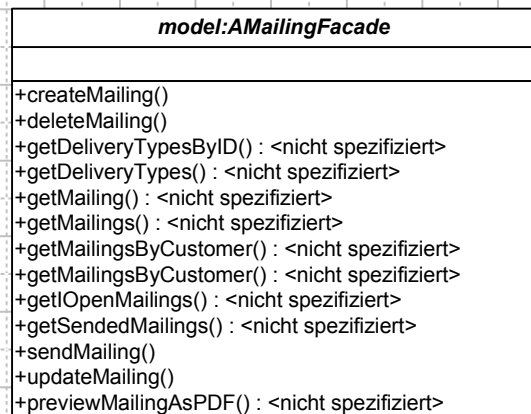 model:AMailingFacade
+createMailing()
+deleteMailing()
+getDeliveryTypesByID() : <nicht spezifiziert>
+getDeliveryTypes() : <nicht spezifiziert>
+getMailing() : <nicht spezifiziert>
+getMailings() : <nicht spezifiziert>
+getMailingsByCustomer() : <nicht spezifiziert>
+getMailingsByCustomer() : <nicht spezifiziert>
+getIOpenMailings() : <nicht spezifiziert>
+getSendedMailings() : <nicht spezifiziert>
+sendMailing()
+updateMailing()
+previewMailingAsPDF() : <nicht spezifiziert>